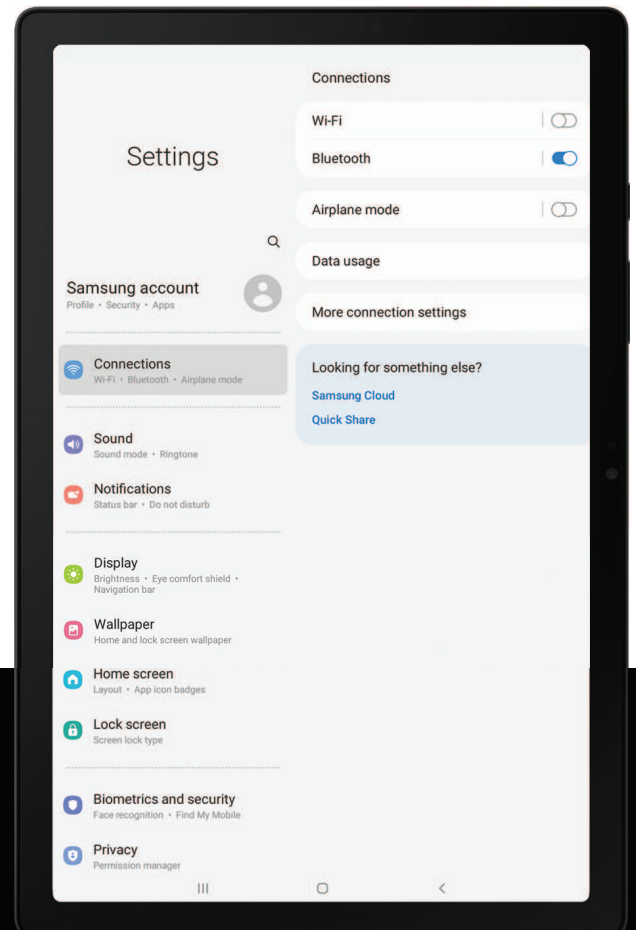 Settings
Samsung account
Profile • Security • Apps
Connections
Wi-Fi • Bluetooth • Airplane mode
Sound
Sound mode • Ringtone
Notifications
Status bar • Do not disturb
Display
Brightness • Eye comfort shield •
Navigation bar
Wallpaper
Home and lock screen wallpaper
Home screen
Layout • App icon badges
Lock screen
Screen lock type
Biometrics and security
Face recognition • Find My Mobile
Privacy
Permission manager
Connections
Wi-Fi
Bluetooth
Airplane mode
Data usage
More connection settings
Looking for something else?
Samsung Cloud
Quick Share